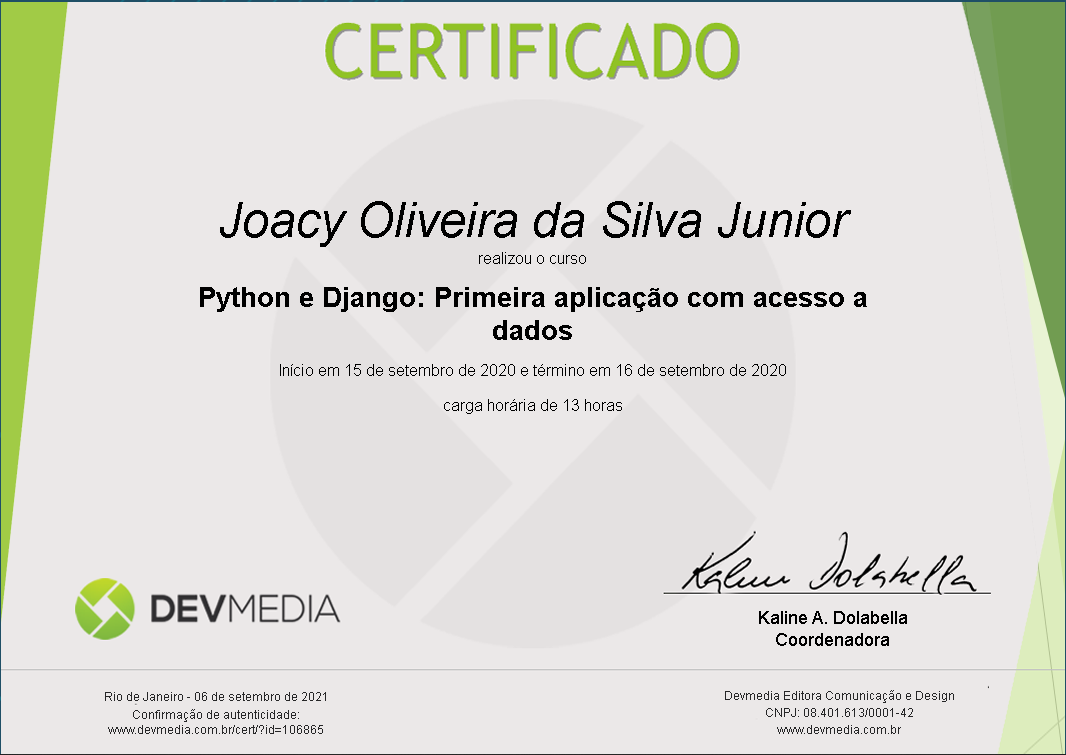 CERTIFICADO
Joacy Oliveira da Silva Junior
realizou o curso
Python e Django: Primeira aplicação com acesso a
dados
Início em 15 de setembro de 2020 e término em 16 de setembro de 2020
carga horária de 13 horas
Kaline Dolabella
DEVMEDIA
Kaline A. Dolabella
Coordenadora
Rio de Janeiro - 06 de setembro de 2021
Confirmação de autenticidade:
www.devmedia.com.br/cert/?id=106865
Devmedia Editora Comunicação e Design
CNPJ: 08.401.613/0001-42
www.devmedia.com.br